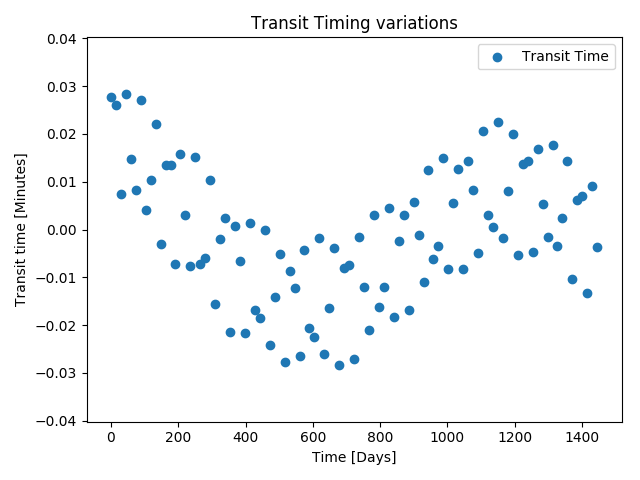 Transit Timing variations
Transit Time
0.04
0.03
0.02
0.01
0.00
−0.01
−0.02
−0.03
−0.04
Transit time [Minutes]
0 200 400 600 800 1000 1200 1400
Time [Days]